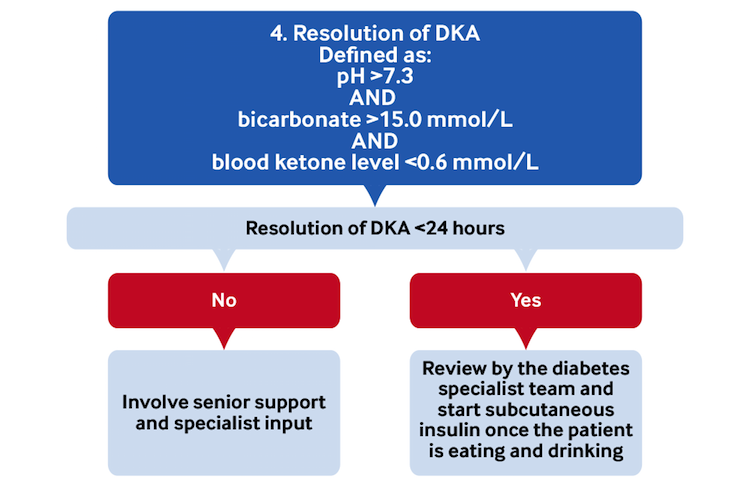 4. Resolution of DKA
Defined as:
pH >7.3
AND
bicarbonate >15.0 mmol/L
AND
blood ketone level <0.6 mmol/L
Resolution of DKA <24 hours
No
Yes
Involve senior support
and specialist input
Review by the diabetes
specialist team and
start subcutaneous
insulin once the patient
is eating and drinking